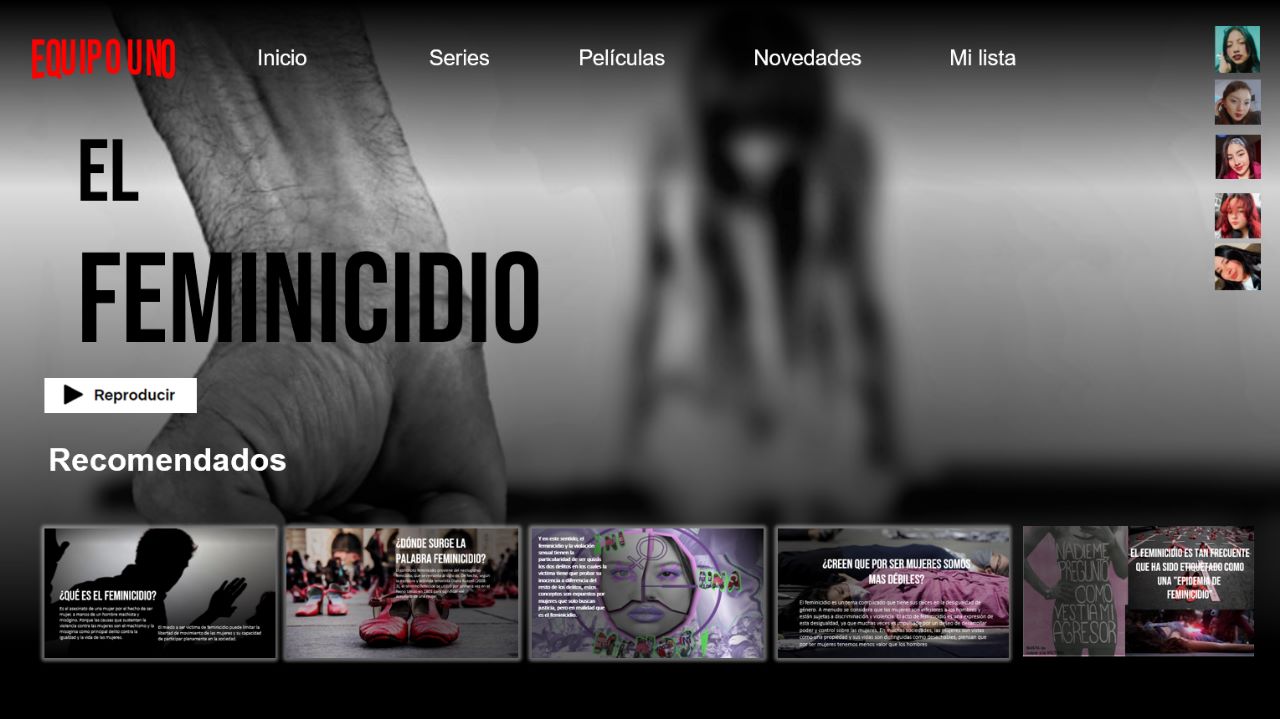 EQUIPO UNO
Inicio
Series
Películas
Novedades
Mi lista
EL
FEMINICIDIO
Reproducir
Recomendados
¿QUÉ ES EL FEMINICIDIO?
Es el asesinato de una mujer por el hecho de ser
mujer, a manos de un hombre machista y
misógino. Porque las causas que sustentan la
violencia contra las mujeres son el machismo y la
misoginia como principal delito contra la
igualdad y la vida de las mujeres.
El miedo a ser víctima de feminicidio puede limitar la
libertad de movimiento de las mujeres y su capacidad
de participar plenamente en la sociedad.
¿DÓNDE SURGE LA
PALABRA FEMINICIDIO?
Y en este sentido, el
feminicidio y la violación
sexual tienen la
particularidad de ser quizás
los dos delitos en los cuales la
víctima tiene que probar su
inocencia a diferencia del
resto de los delitos, estos
conceptos son expuestos por
mujeres que solo buscan
justicia, pero en realidad que
es el
NI
UNA
MENOS
¿CREEN QUE POR SER MUJERES SOMOS
MAS DÉBILES?
El feminicidio es un tema complicado que tiene sus raíces en la desigualdad de
género. A menudo se considera que las mujeres son inferiores a los hombres y
están sujetas a discriminación y violencia. El acto de feminicidio es una expresión de
esta desigualdad, ya que muchas veces es impulsado por un deseo de desarrollar
poder y control sobre las mujeres. En muchas sociedades, las mujeres son vistas
como una propiedad y sus vidas son distinguidas como desechables, piensan que
por ser mujeres tenemos menos valor que los hombres
NADIE ME
PREGUNTÓ
COMO
VESTIA MI
AGRESOR
EL FEMINICIDIO ES TAN FRECUENTE
QUE HA SIDO ETIQUETADO COMO
UNA "EPIDEMIA DE
FEMINICIDIO"